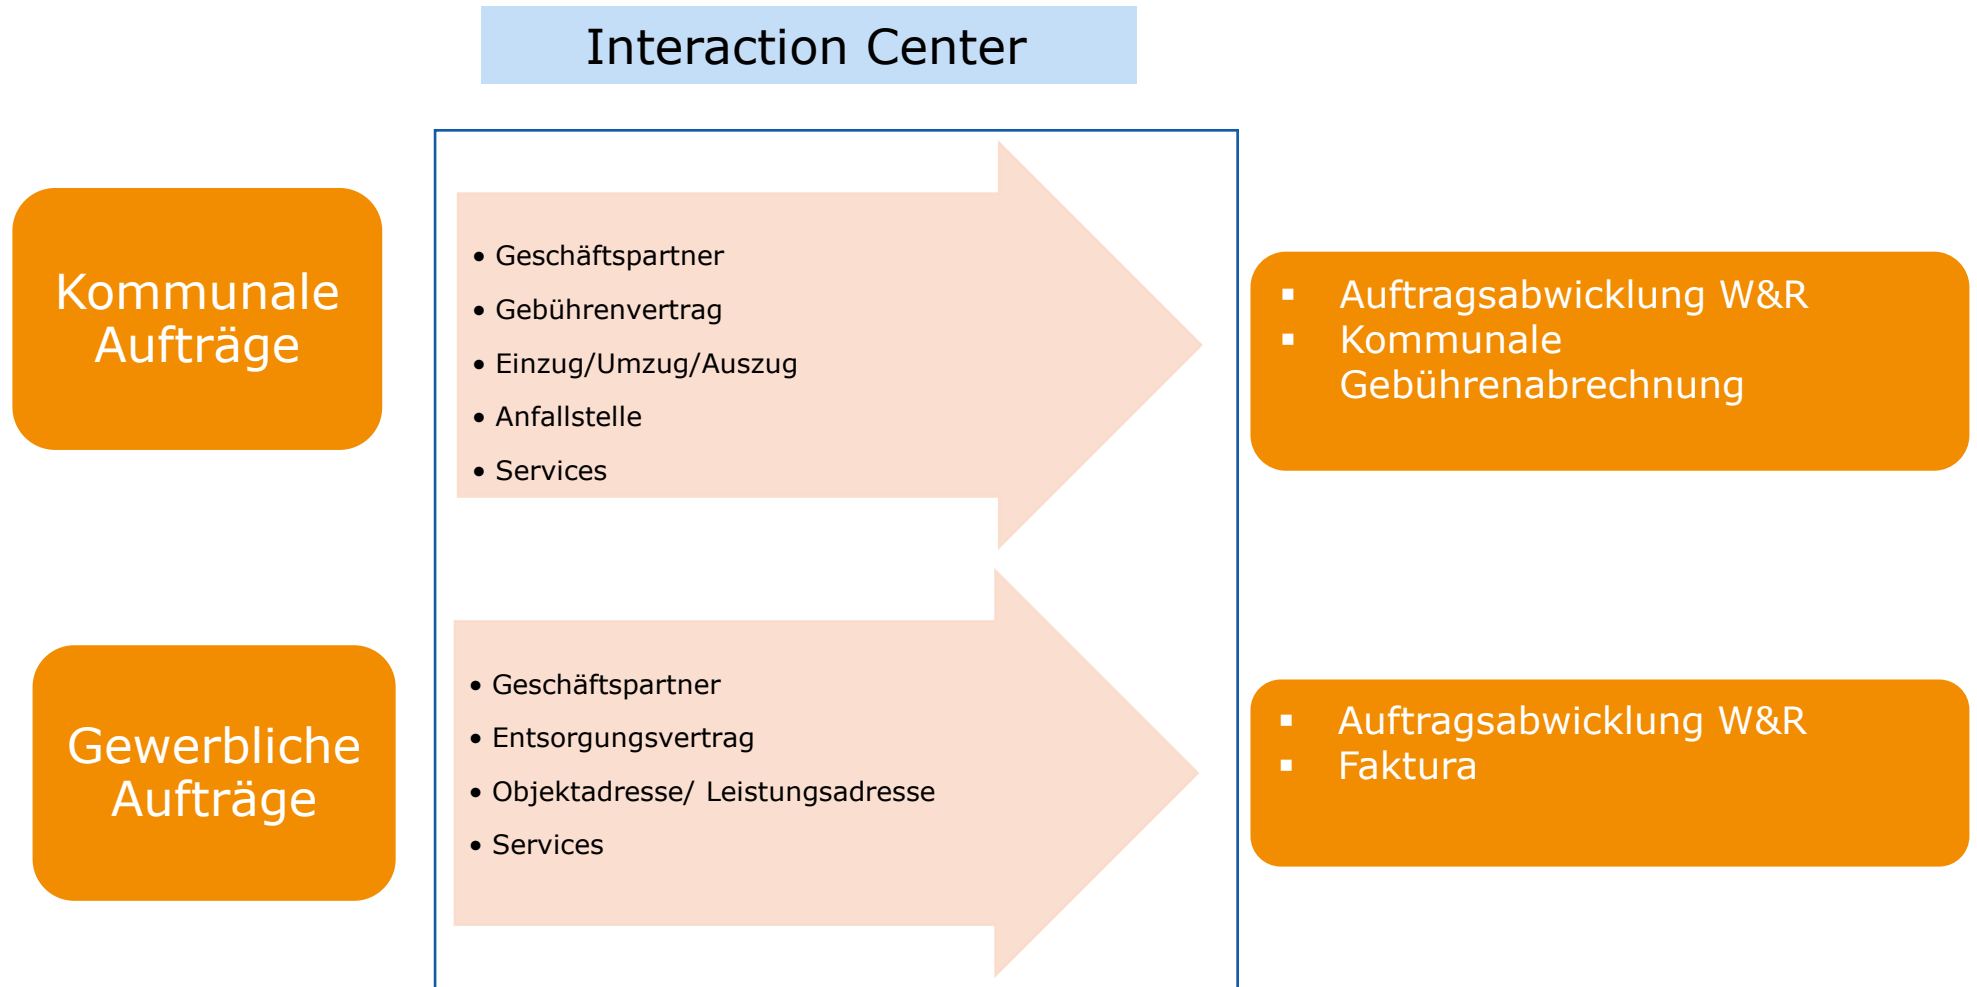 Interaction Center
Kommunale
Aufträge
• Geschäftspartner
• Gebührenvertrag
• Einzug/Umzug/Auszug
• Anfallstelle
• Services
▪ Auftragsabwicklung W&R
▪ Kommunale
Gebührenabrechnung
Gewerbliche
Aufträge
• Geschäftspartner
• Entsorgungsvertrag
• Objektadresse/ Leistungsadresse
• Services
▪ Auftragsabwicklung W&R
▪ Faktura